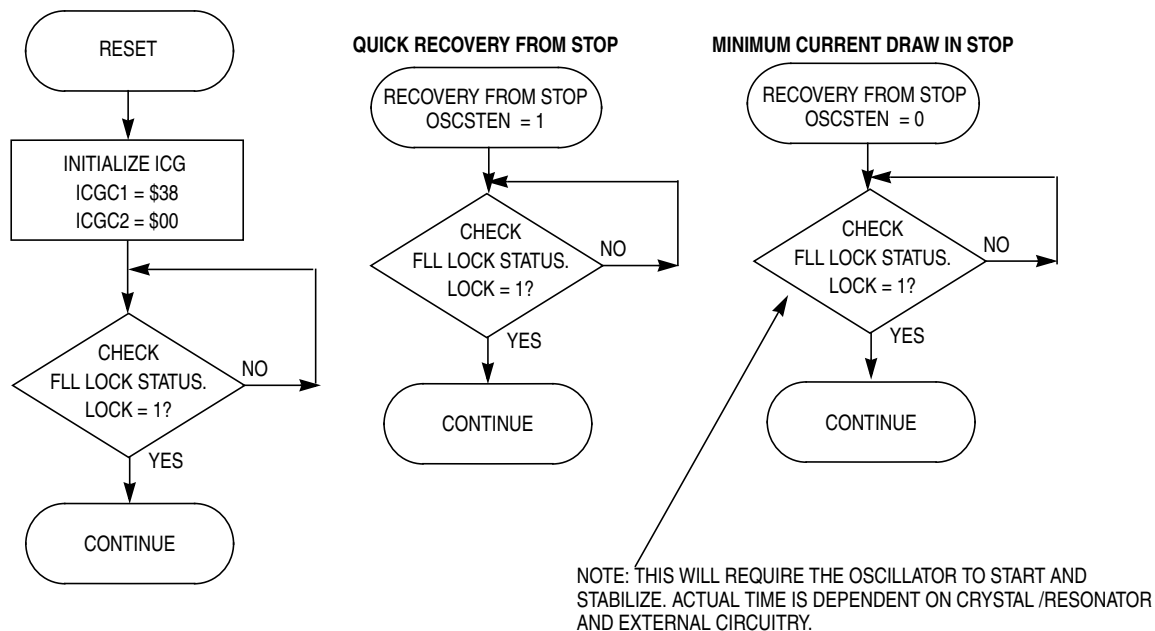 RESET
INITIALIZE ICG
ICGC1 = $38
ICGC2 = $00
CHECK
FLL LOCK STATUS.
LOCK = 1?
NO
YES
CONTINUE
QUICK RECOVERY FROM STOP
RECOVERY FROM STOP
OSCSTEN = 1
CHECK
FLL LOCK STATUS.
LOCK = 1?
NO
YES
CONTINUE
MINIMUM CURRENT DRAW IN STOP
RECOVERY FROM STOP
OSCSTEN = 0
CHECK
FLL LOCK STATUS.
LOCK = 1?
NO
YES
CONTINUE
NOTE: THIS WILL REQUIRE THE OSCILLATOR TO START AND
STABILIZE. ACTUAL TIME IS DEPENDENT ON CRYSTAL /RESONATOR
AND EXTERNAL CIRCUITRY.